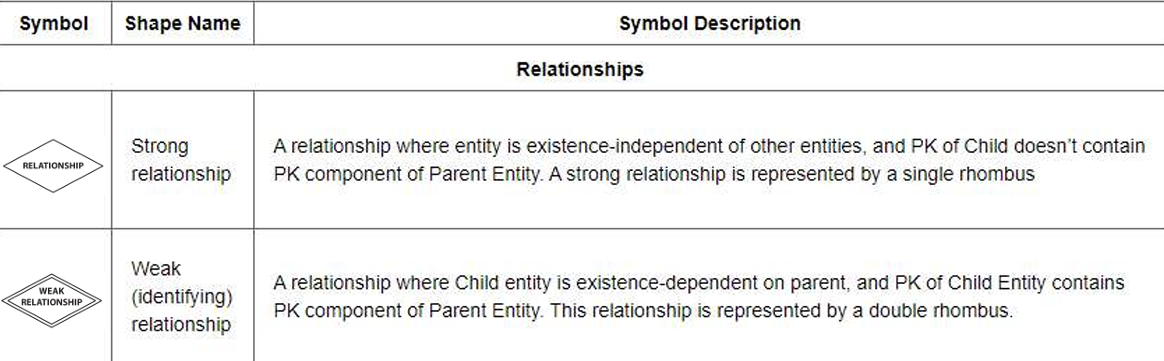 Symbol Shape Name Symbol Description
Relationships
RELATIONSHIP
Strong
relationship
A relationship where entity is existence-independent of other entities, and PK of Child doesn’t contain
PK component of Parent Entity. A strong relationship is represented by a single rhombus
WEAK
RELATIONSHIP
Weak
(identifying)
relationship
A relationship where Child entity is existence-dependent on parent, and PK of Child Entity contains
PK component of Parent Entity. This relationship is represented by a double rhombus.